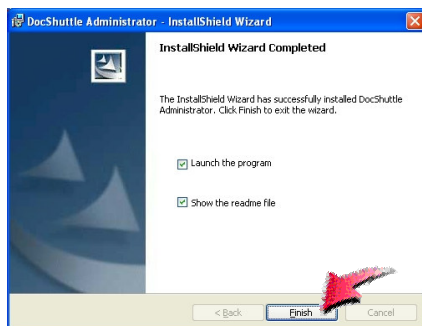 DocShuttle Administrator - InstallShield Wizard
InstallShield Wizard Completed
The InstallShield Wizard has successfully installed DocShuttle
Administrator. Click Finish to exit the wizard.
Launch the program
Show the readme file
< Back
Finish
Cancel